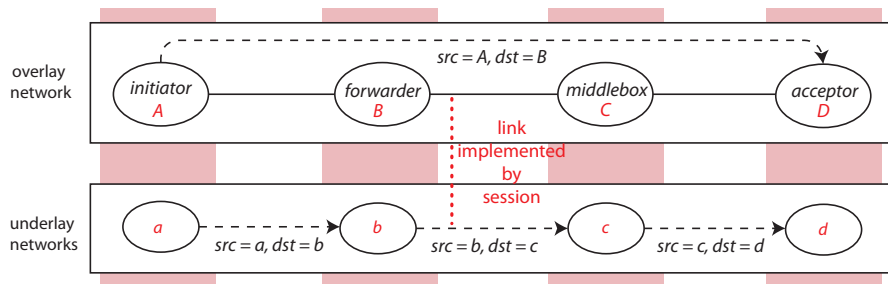 overlay
network
src = A, dst = B
initiator
A
forwarder
B
middlebox
C
acceptor
D
link
implemented
by
session
underlay
networks
a
src = a, dst = b
b
src = b, dst = c
c
src = c, dst = d
d